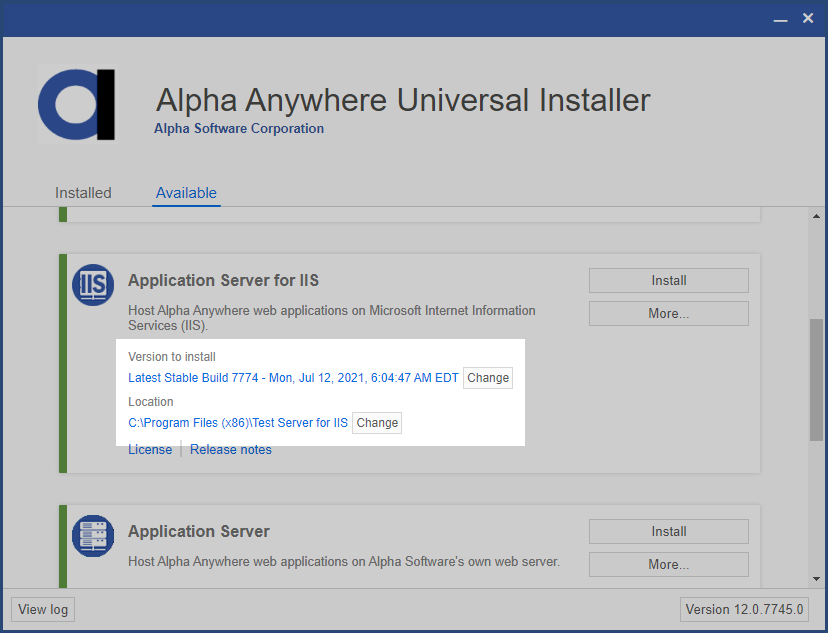 Alpha Anywhere Universal Installer
Alpha Software Corporation
Installed Available
IIS
Application Server for IIS
Install
Host Alpha Anywhere web applications on Microsoft Internet Information
Services (IIS).
More...
Version to install
Latest Stable Build 7774 - Mon, Jul 12, 2021, 6:04:47 AM EDT Change
Location
C:\Program Files (x86)\Test Server for IIS Change
License | Release notes
Application Server
Install
Host Alpha Anywhere web applications on Alpha Software's own web server.
More...
View log
Version 12.0.7745.0